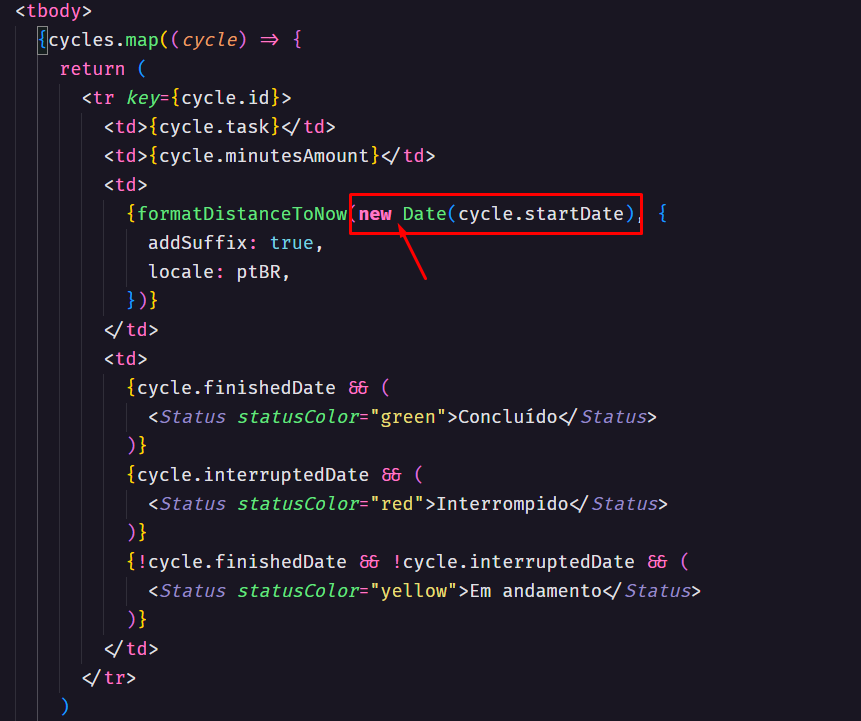 <tbody>
{cycles.map((cycle) => {
return (
<tr key={cycle.id}>
<td>{cycle.task}</td>
<td>{cycle.minutesAmount}</td>
<td>
{formatDistanceToNow(new Date(cycle.startDate), {
addSuffix: true,
locale: ptBR,
})}
</td>
<td>
{cycle.finishedDate && (
<Status statusColor="green">Concluído</Status>
)}
{cycle.interruptedDate && (
<Status statusColor="red">Interrompido</Status>
)}
{!cycle.finishedDate && !cycle.interruptedDate && (
<Status statusColor="yellow">Em andamento</Status>
)}
</td>
</tr>
)